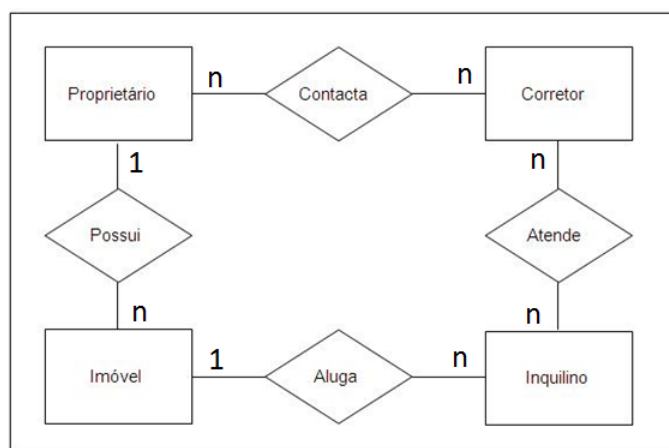 Proprietário
n
Contacta
n
Corretor
1
n
Possui
Atende
n
n
Imóvel
1
Aluga
n
Inquilino